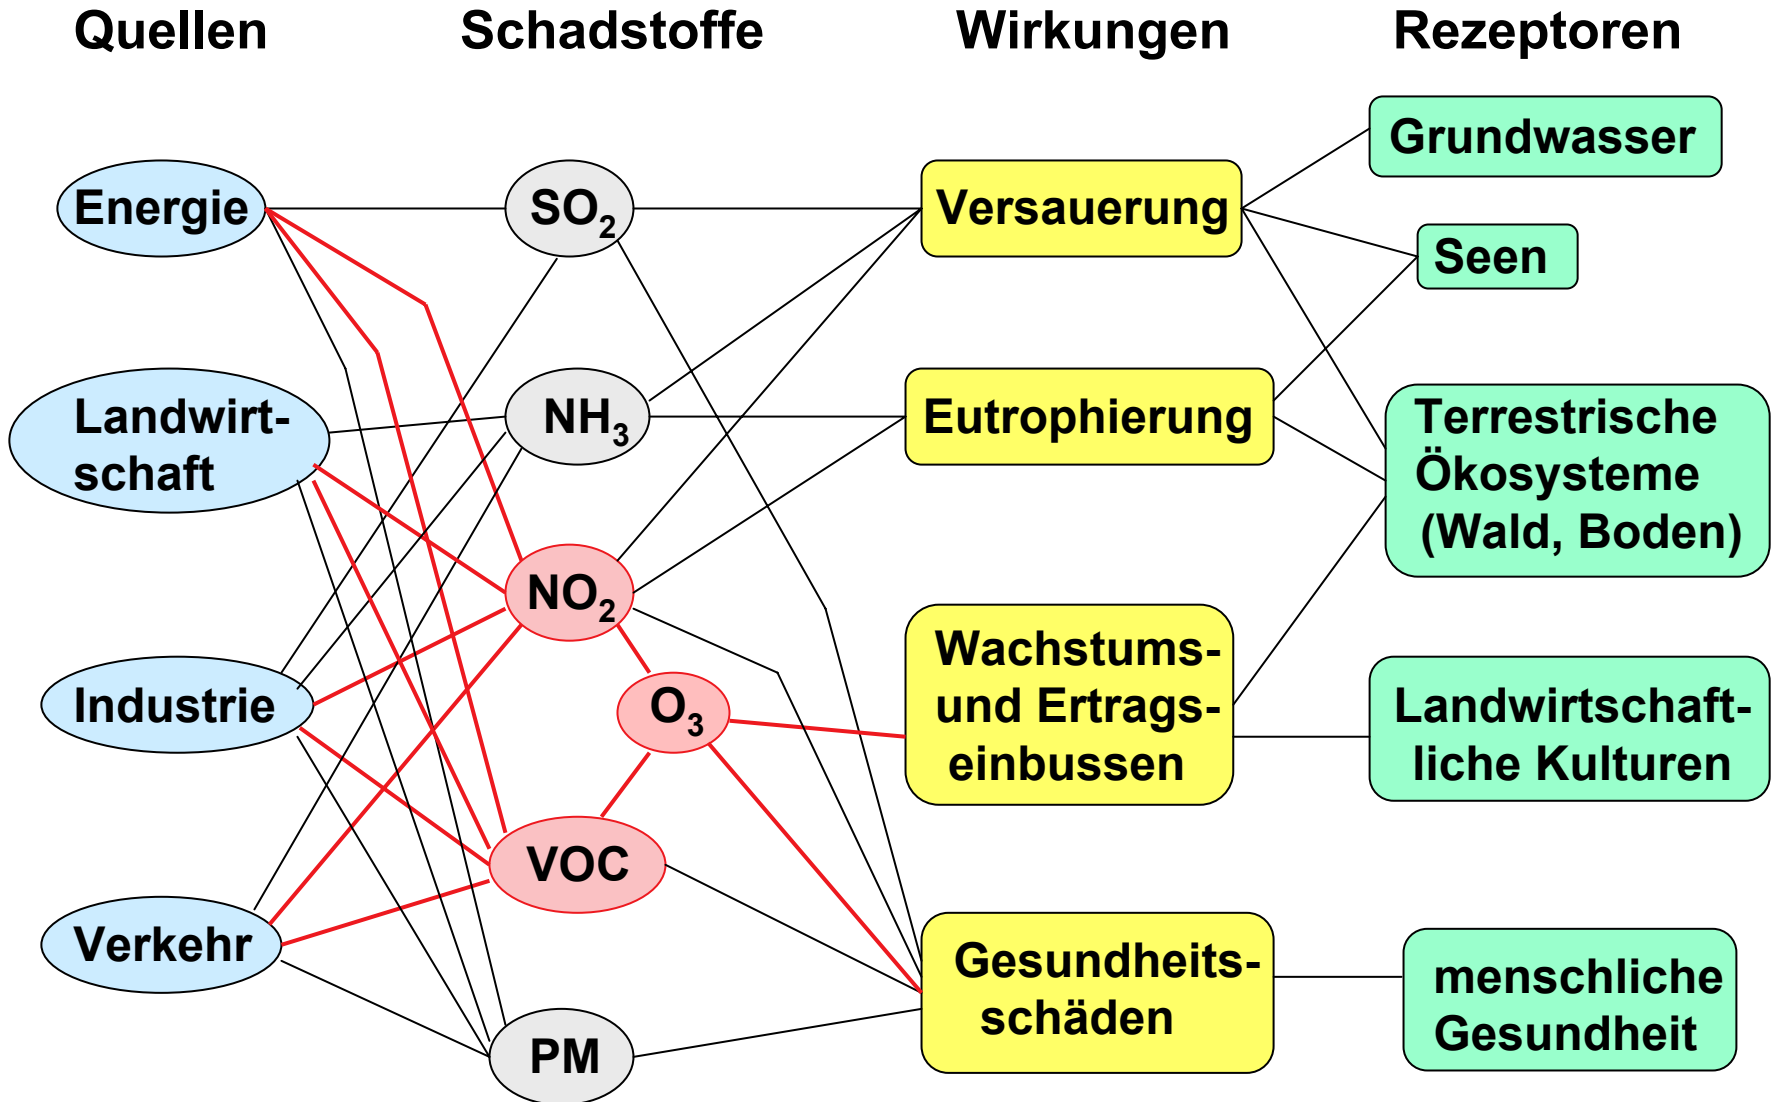 Quellen
Schadstoffe
Wirkungen
Rezeptoren
Energie
Landwirt-
schaft
Industrie
Verkehr
SO₂
NH₃
NO₂
O₃
VOC
PM
Versauerung
Eutrophierung
Wachstums-
und Ertrags-
einbussen
Gesundheits-
schäden
Grundwasser
Seen
Terrestrische
Ökosysteme
(Wald, Boden)
Landwirtschaft-
liche Kulturen
menschliche
Gesundheit